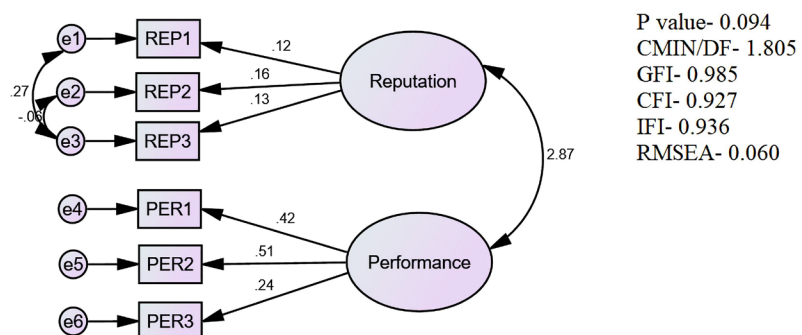 e1
REP1
.12
Reputation
.27
e2
REP2
.16
-.06
e3
REP3
.13
2.87
e4
PER1
.42
e5
PER2
.51
Performance
e6
PER3
.24
P value- 0.094
CMIN/DF- 1.805
GFI- 0.985
CFI- 0.927
IFI- 0.936
RMSEA- 0.060